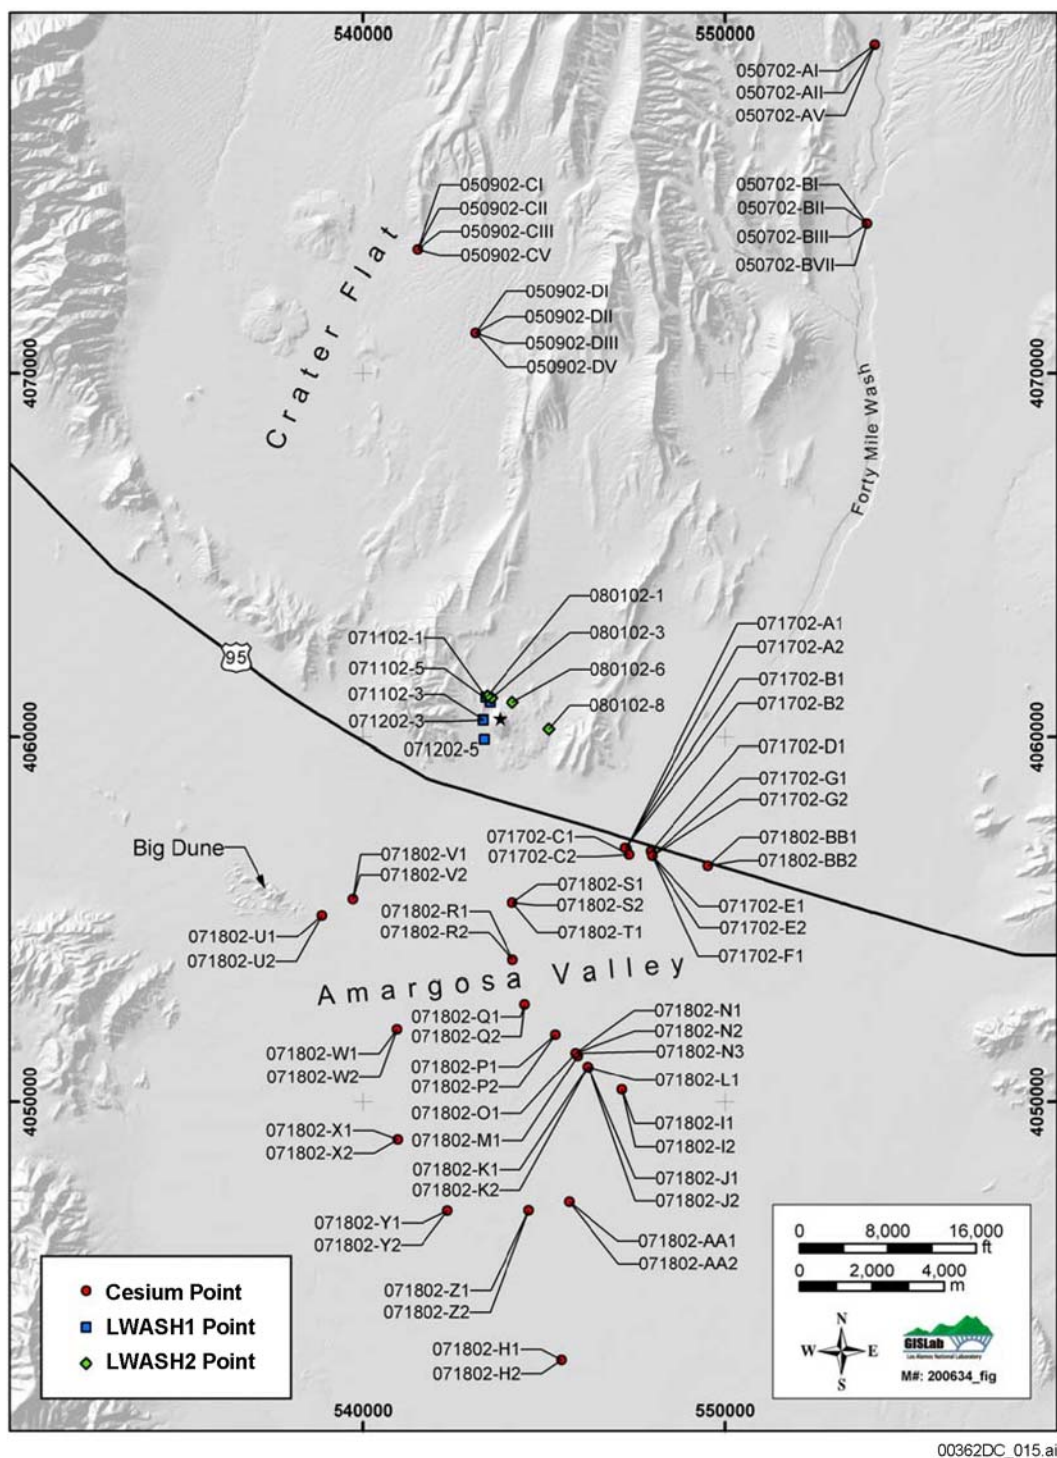 540000
550000
050702-AI
050702-AII
050702-AV
050902-CI
050902-CII
050902-CIII
050902-CV
050702-BI
050702-BII
050702-BIII
050702-BVII
050902-DI
050902-DII
050902-DIII
050902-DV
Crater Flat
4070000
4070000
Forty Mile Wash
95
080102-1
080102-3
080102-6
080102-8
071102-1
071102-5
071102-3
071202-3
071202-5
071702-A1
071702-A2
071702-B1
071702-B2
071702-D1
071702-G1
071702-G2
4060000
4060000
071702-C1
071702-C2
071802-BB1
071802-BB2
Big Dune
071802-V1
071802-V2
071802-S1
071802-S2
071802-T1
071702-E1
071702-E2
071702-F1
071802-R1
071802-R2
071802-U1
071802-U2
Amargosa Valley
071802-Q1
071802-Q2
071802-N1
071802-N2
071802-N3
071802-W1
071802-W2
071802-P1
071802-P2
071802-L1
071802-O1
071802-M1
071802-I1
071802-I2
4050000
4050000
071802-X1
071802-X2
071802-K1
071802-K2
071802-J1
071802-J2
071802-Y1
071802-Y2
071802-AA1
071802-AA2
071802-Z1
071802-Z2
071802-H1
071802-H2
Cesium Point
LWASH1 Point
LWASH2 Point
0 8,000 16,000
ft
0 2,000 4,000
m
N
W E
S
GISLab
Los Alamos National Laboratory
M#: 200634_fig
540000
550000
00362DC_015.ai